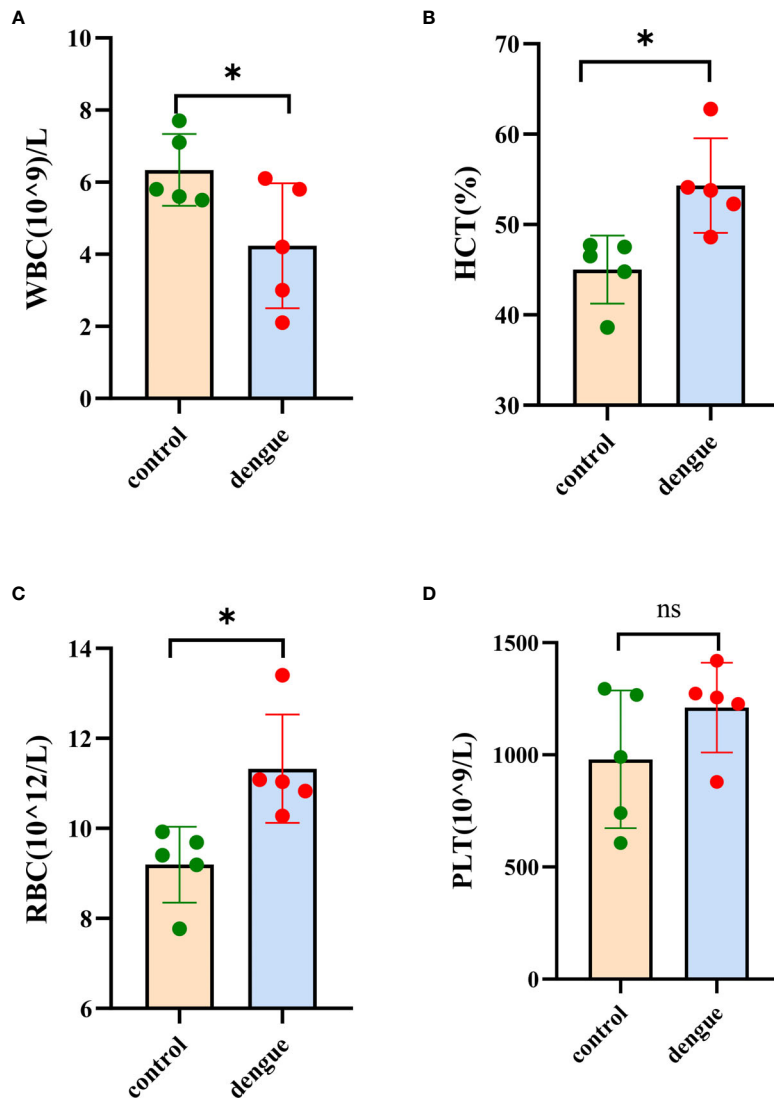 A
WBC(10^9)/L
10
8
6
4
2
0
*
control
dengue
B
HCT(%)
70
60
50
40
30
*
control
dengue
C
RBC(10^12/L)
14
12
10
8
6
*
control
dengue
D
PLT(10^9/L)
1500
1000
500
0
ns
control
dengue